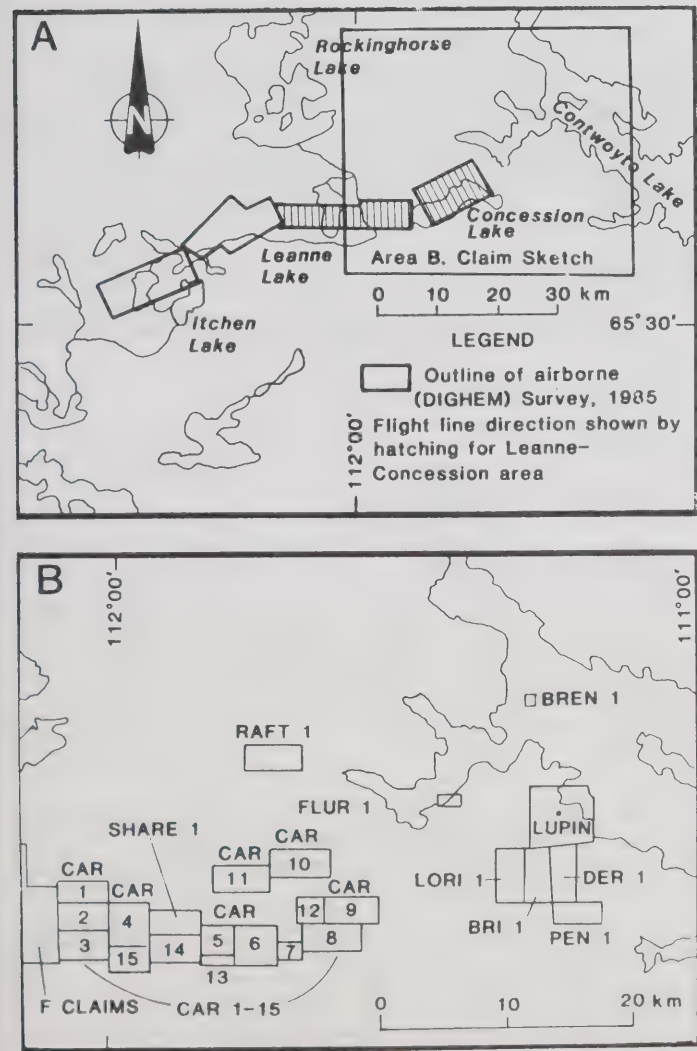 A
Rockinghorse
Lake
N
Contwoyto Lake
Concession
Lake
Leanne
Lake
Area B. Claim Sketch
0 10 20 30 km
Itchen
Lake
65°30'
LEGEND
Outline of airborne
(DIGHEM) Survey, 1985
Flight line direction shown by
hatching for Leanne-
Concession area
112°00'
B
112°00'
111°00'
BREN 1
RAFT 1
FLUR 1
SHARE 1
LUPIN
CAR
10
CAR
11
CAR
1
CAR
CAR
CAR
LORI 1
DER 1
2
4
12
9
3
15
14
5
6
7
8
BRI 1
PEN 1
13
F CLAIMS
CAR 1-15
0 20 km